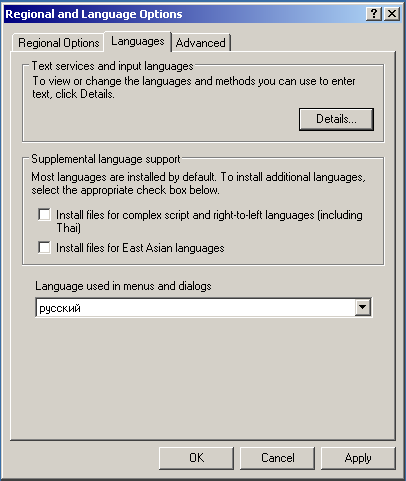 Regional and Language Options
Regional Options Languages Advanced
Text services and input languages
To view or change the languages and methods you can use to enter
text, click Details.
Details...
Supplemental language support
Most languages are installed by default. To install additional languages,
select the appropriate check box below.
Install files for complex script and right-to-left languages (including
Thai)
Install files for East Asian languages
Language used in menus and dialogs
русский
OK Cancel Apply